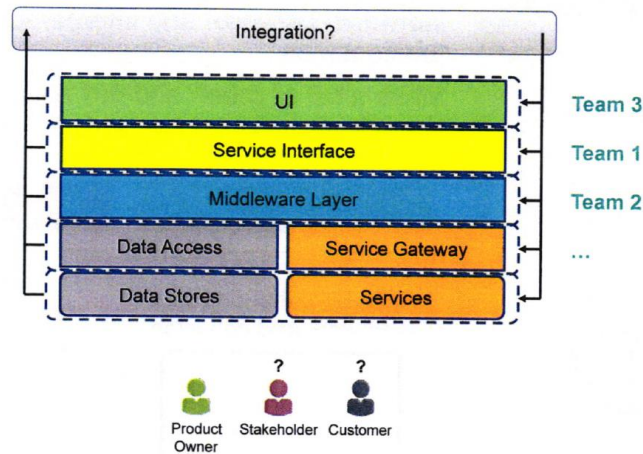 Integration?
UI
Team 3
Service Interface
Team 1
Middleware Layer
Team 2
Data Access
Service Gateway
...
Data Stores
Services
?
?
Product
Owner
Stakeholder
Customer